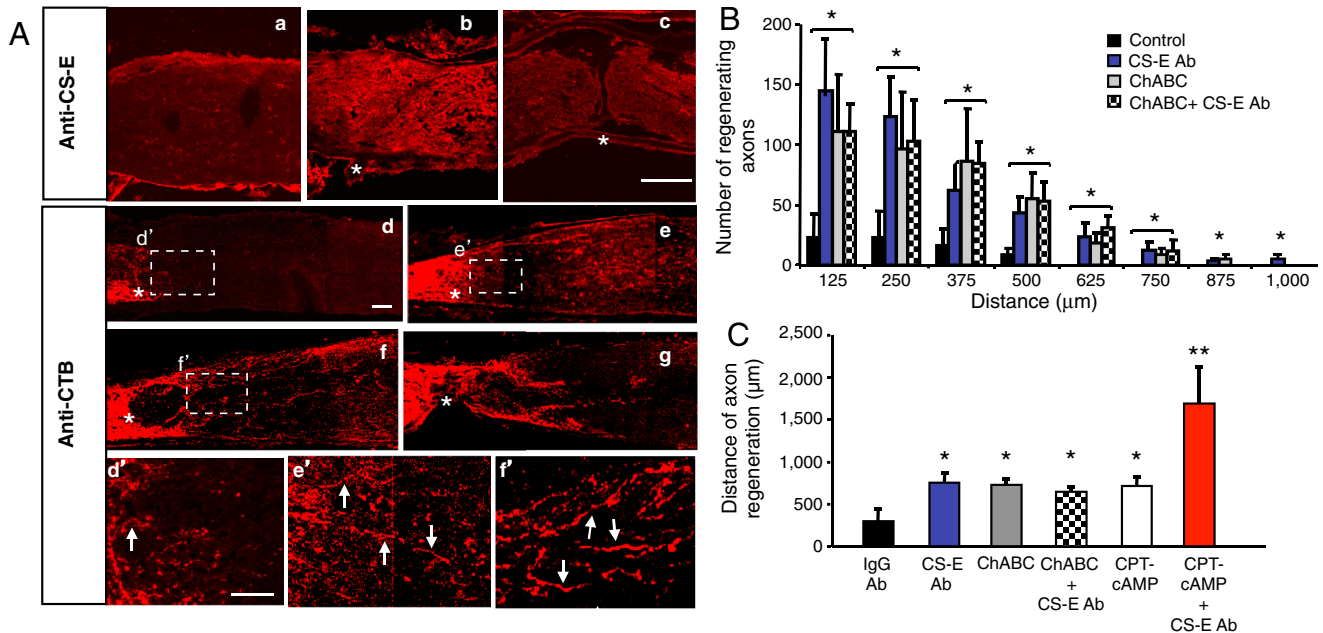 A
Anti-CS-E
a
b
c
*
*
Anti-CTB
d
d'
*
e
e'
*
f
f'
*
g
*
d'
e'
f'
B
Number of regenerating
axons
200
150
100
50
0
* * * * * * * *
Control
CS-E Ab
ChABC
ChABC+ CS-E Ab
125 250 375 500 625 750 875 1,000
Distance (μm)
C
Distance of axon
regeneration (μm)
2,500
2,000
1,500
1,000
500
0
* * * * **
IgG
Ab
CS-E
Ab
ChABC
ChABC
+
CS-E Ab
CPT-
cAMP
CPT-
cAMP
+
CS-E Ab